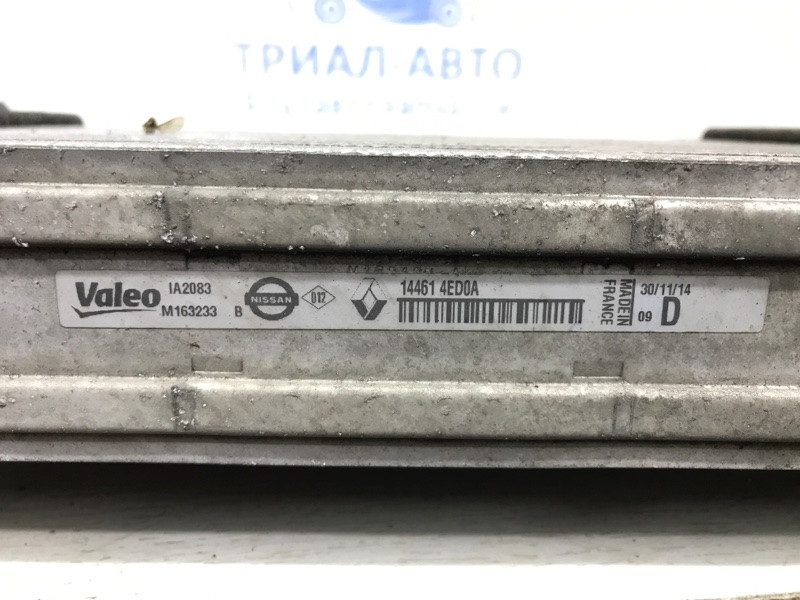 ТРИАЛ АВТО
Valeo
IA2083
M163233 B
NISSAN
D12
14461 4ED0A
MADE IN
FRANCE
30/11/14
09 D